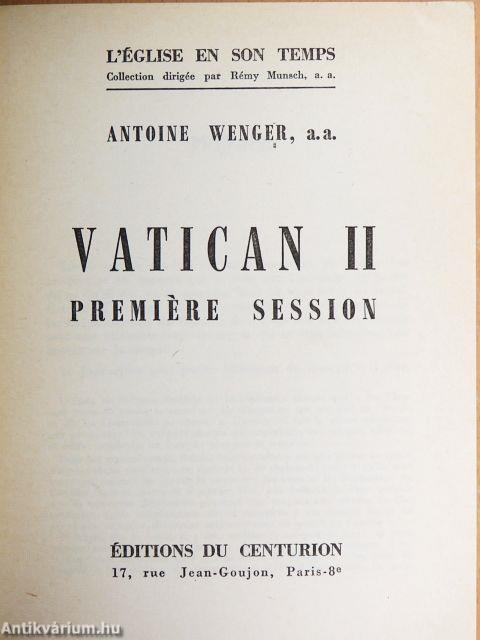 L'ÉGLISE EN SON TEMPS
Collection dirigée par Rémy Munsch, a. a.
ANTOINE WENGER, a.a.
VATICAN II
PREMIÈRE SESSION
ÉDITIONS DU CENTURION
17, rue Jean-Goujon, Paris-8e
Antikvárium.hu